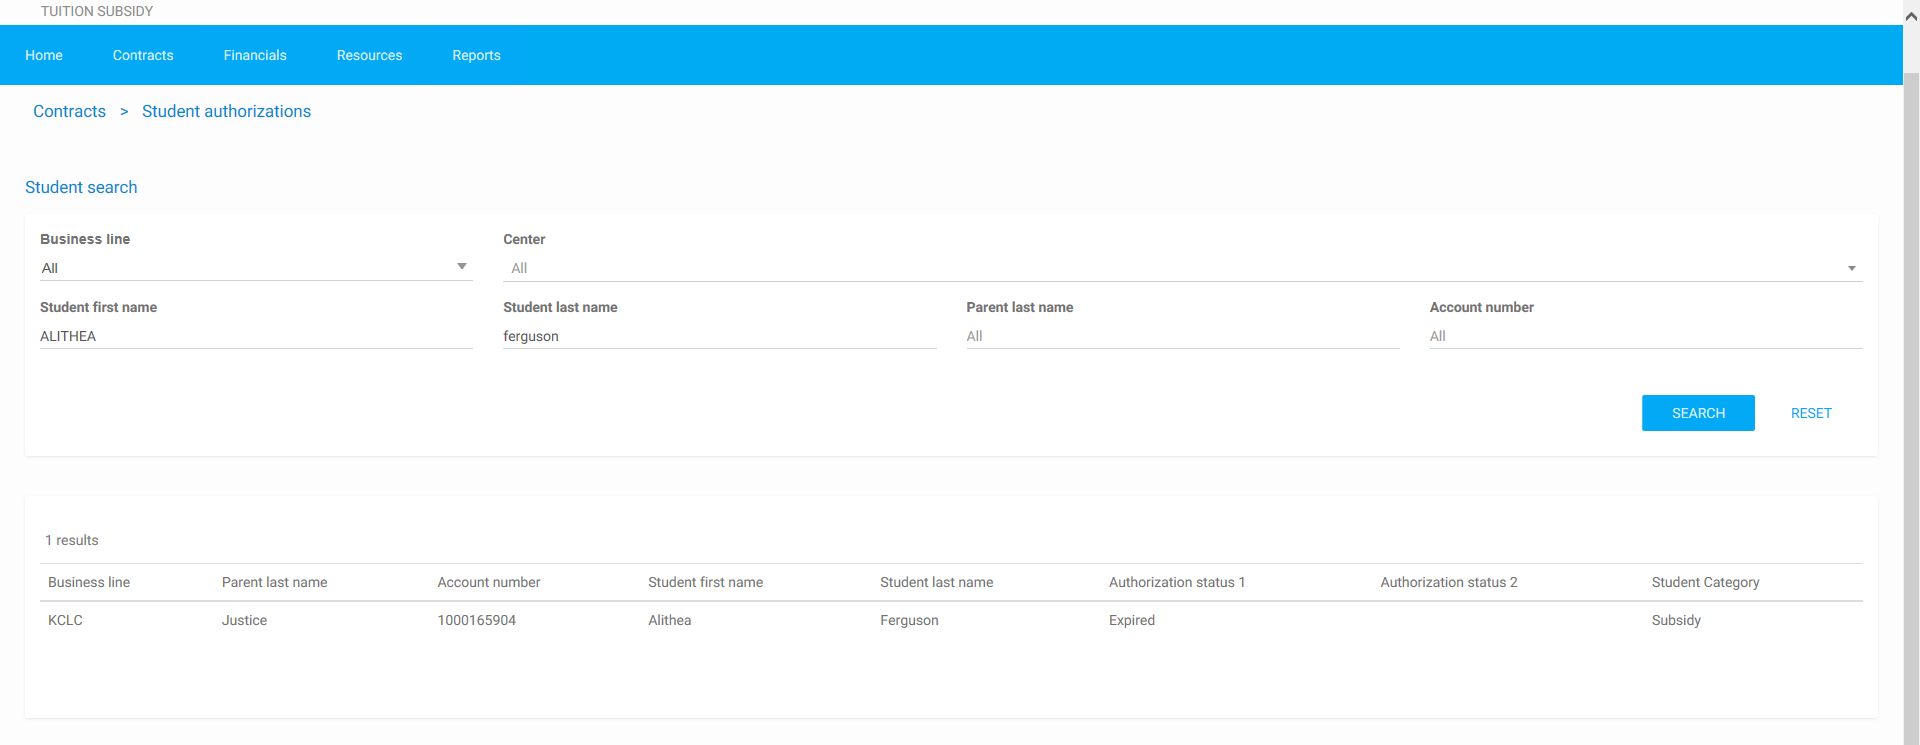 TUITION SUBSIDY
Home Contracts Financials Resources Reports
Contracts > Student authorizations
Student search
Business line Center
All All
Student first name Student last name Parent last name Account number
ALITHEA ferguson All All
SEARCH RESET
1 results
Business line Parent last name Account number Student first name Student last name Authorization status 1 Authorization status 2 Student Category
KCLC Justice 1000165904 Alithea Ferguson Expired Subsidy